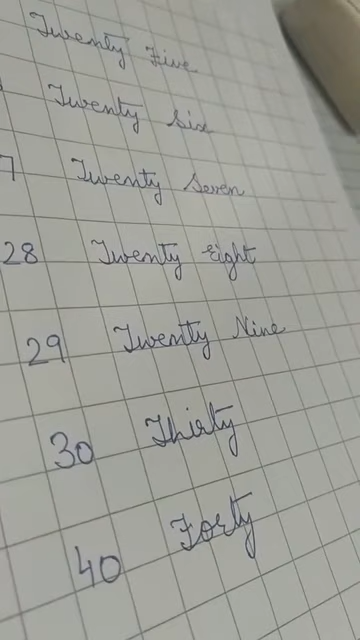 Twenty Five
Twenty Six
7 Twenty Seven
28 Twenty Eight
29 Twenty Nine
30 Thirty
40 Forty